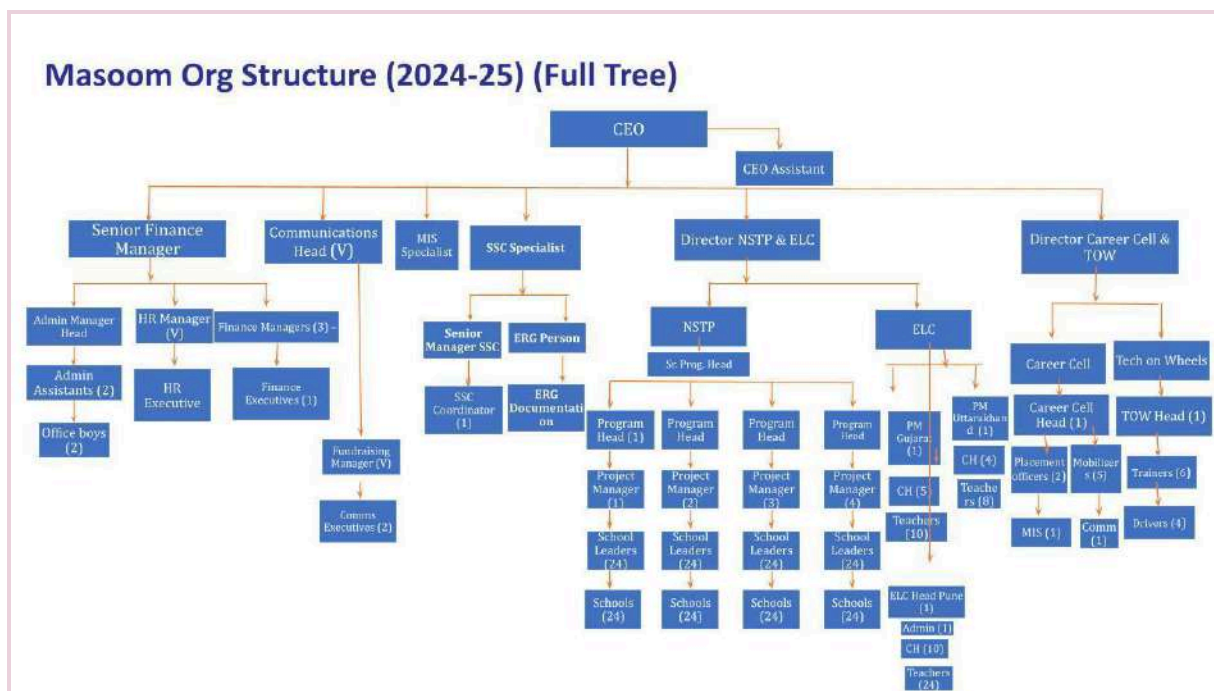 Masoom Org Structure (2024-25) (Full Tree)
CEO
CEO Assistant
Senior Finance
Manager
Communications
Head (V)
MIS
Specialist
SSC Specialist
Director NSTP & ELC
Director Career Cell &
TOW
Admin Manager
Head
HR Manager
(V)
Finance Managers (3) –
Admin
Assistants (2)
HR
Executive
Finance
Executives (1)
Office boys
(2)
Fundraising
Manager (V)
Comms
Executives (2)
Senior
Manager SSC
ERG Person
SSC
Coordinator
(1)
ERG
Documentati
on
NSTP
Sr. Prog. Head
Program
Head (1)
Program
Head
Program
Head
Program
Head
Project
Manager
(1)
Project
Manager (2)
Project
Manager
(3)
Project
Manager
(4)
School
Leaders
(24)
School
Leaders
(24)
School
Leaders
(24)
School
Leaders
(24)
Schools
(24)
Schools
(24)
Schools
(24)
Schools
(24)
ELC
PM
Gujarat
(1)
CH (5)
Teachers
(10)
PM
Uttarakhan
d (1)
CH (4)
Teache
rs (8)
ELC Head Pune
(1)
Admin (1)
CH (10)
Teachers
(24)
Career Cell
Career Cell
Head (1)
Placement
officers (2)
Mobiliser
s (5)
MIS (1)
Comm
(1)
Tech on Wheels
TOW Head (1)
Trainers (6)
Drivers (4)